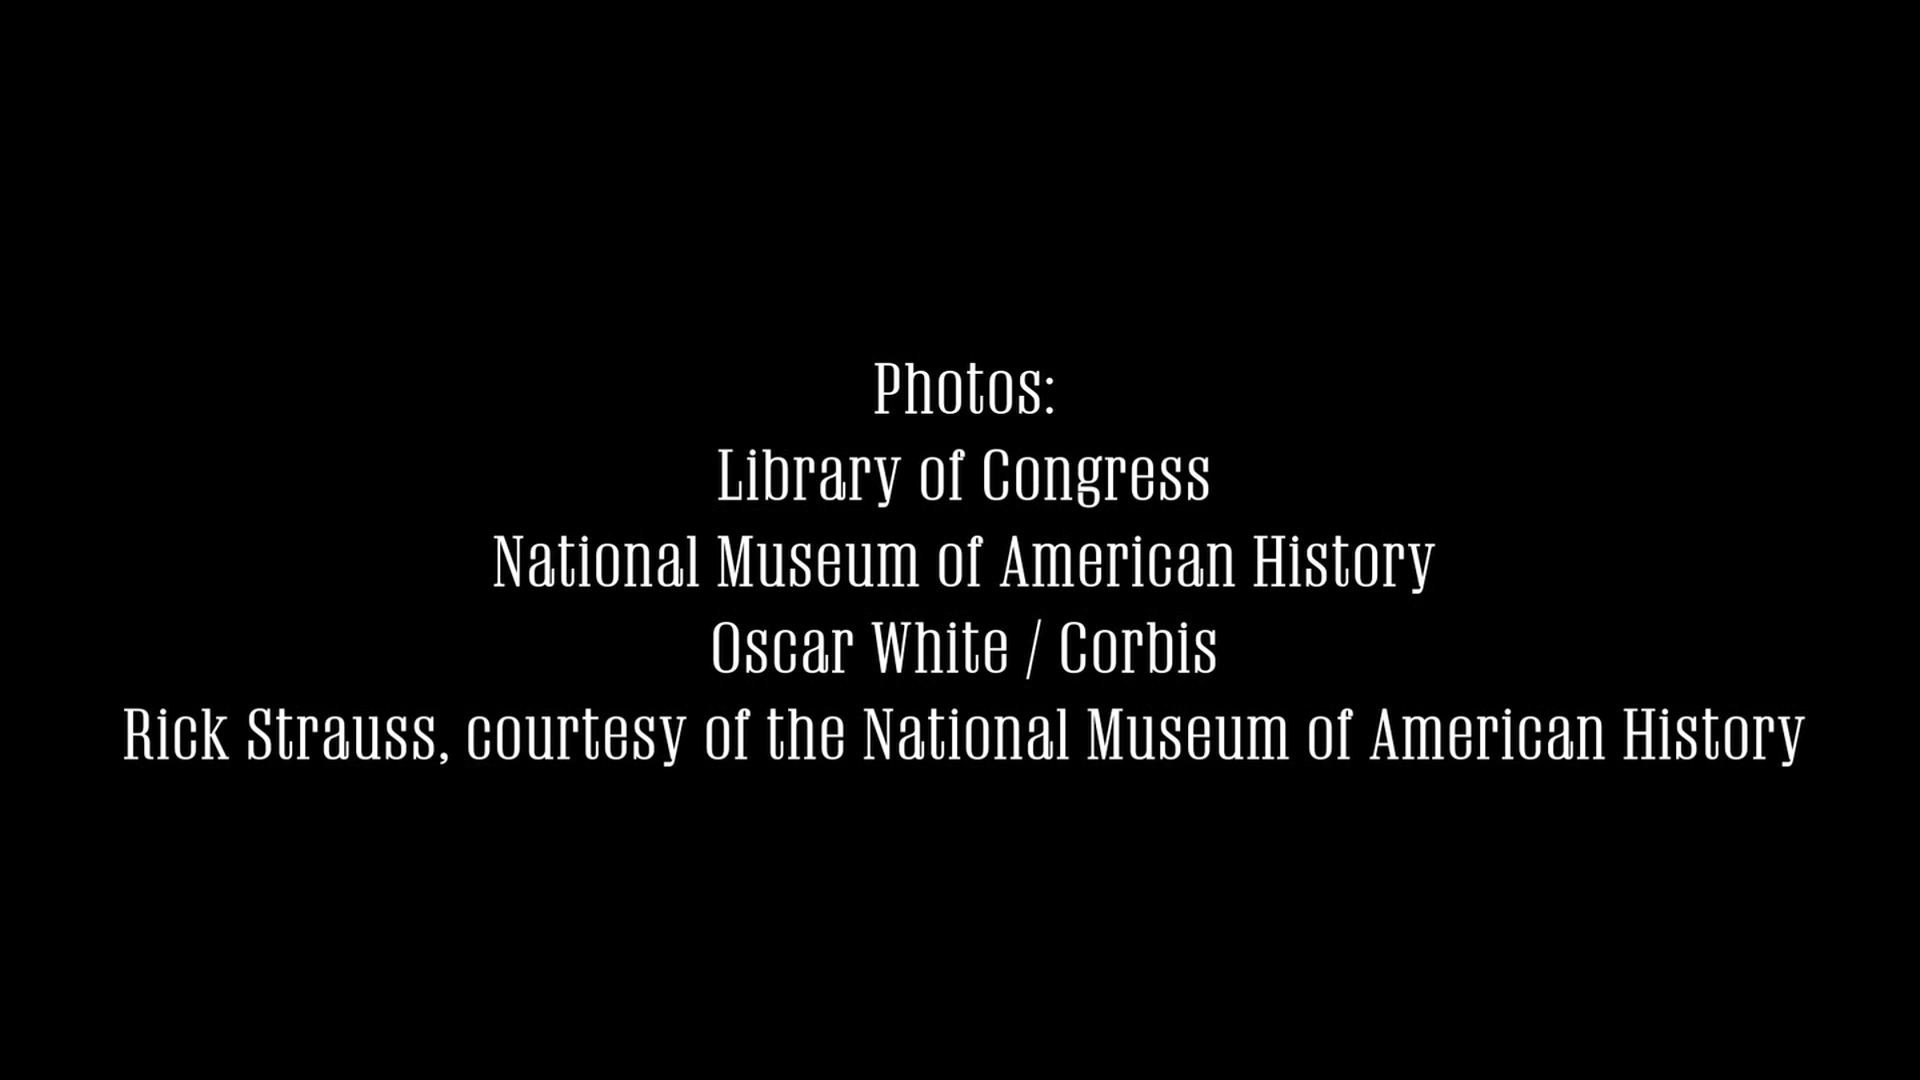 Photos:
Library of Congress
National Museum of American History
Oscar White / Corbis
Rick Strauss, courtesy of the National Museum of American History